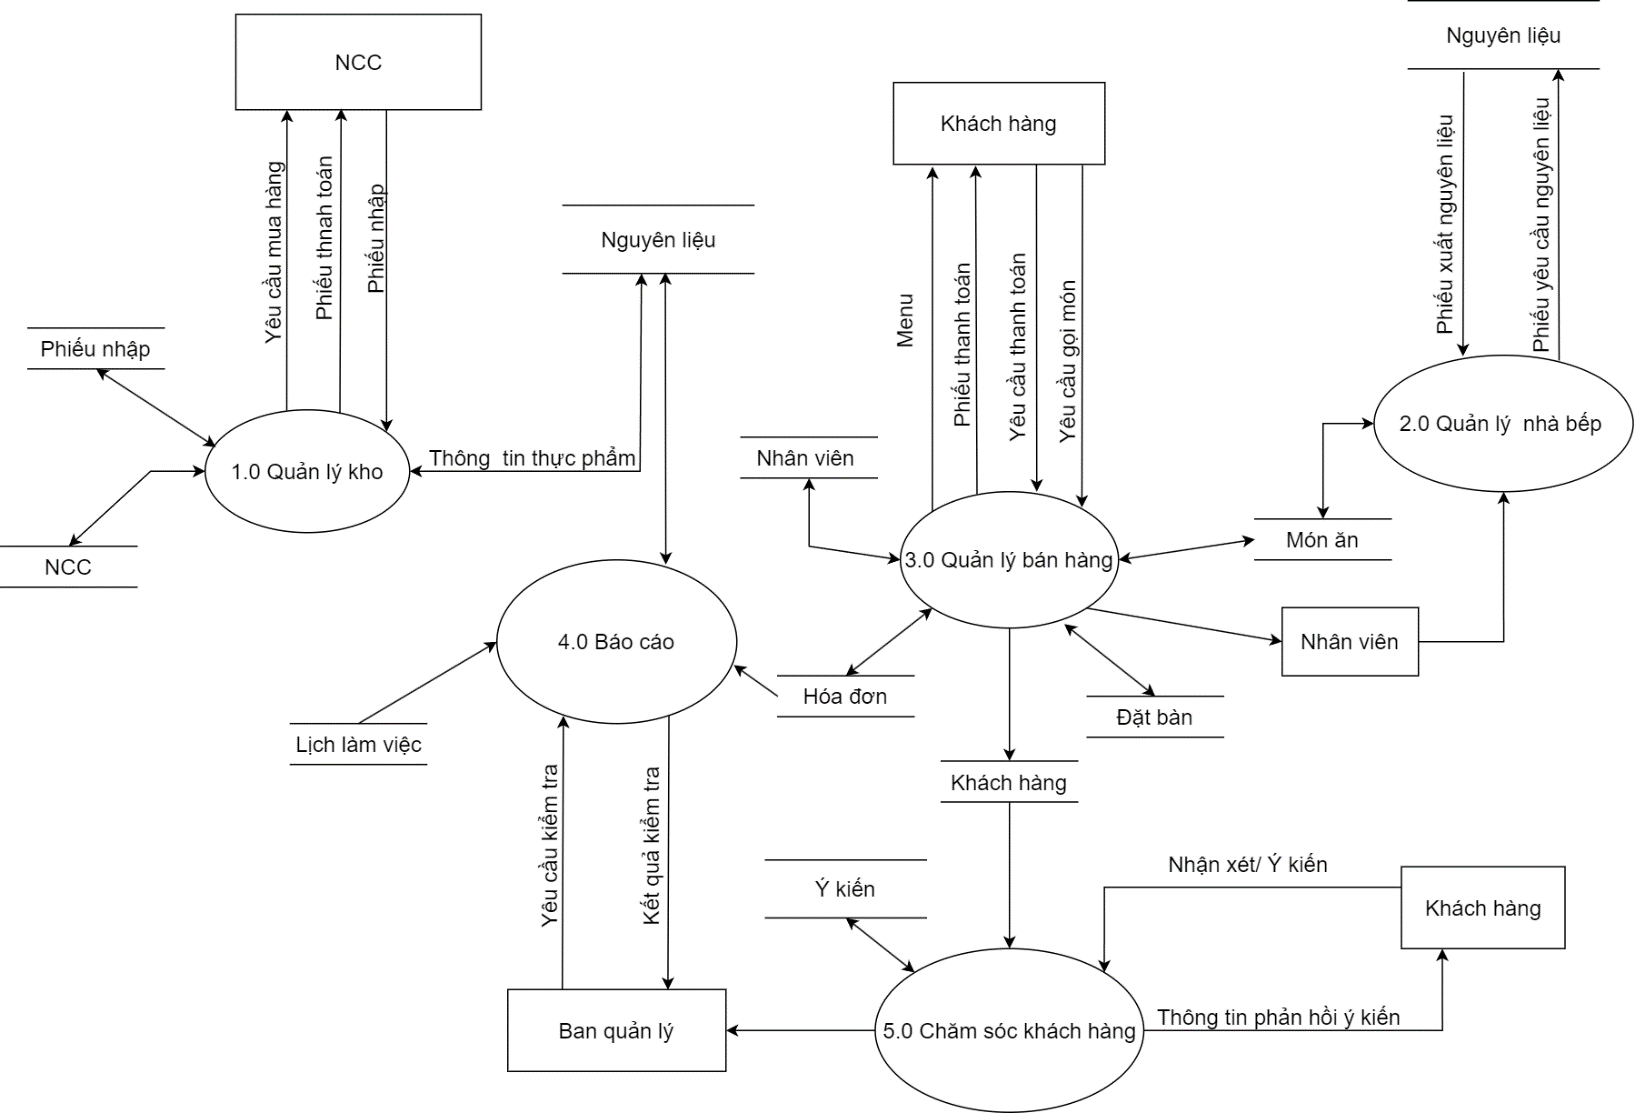 Nguyên liệu
NCC
Khách hàng
Yêu cầu mua hàng
Phiếu thnah toán
Phiếu nhập
Nguyên liệu
Menu
Phiếu thanh toán
Yêu cầu thanh toán
Yêu cầu gọi món
Phiếu xuất nguyên liệu
Phiếu yêu cầu nguyên liệu
Phiếu nhập
2.0 Quản lý nhà bếp
Thông tin thực phẩm
Nhân viên
1.0 Quản lý kho
Món ăn
3.0 Quản lý bán hàng
NCC
4.0 Báo cáo
Nhân viên
Hóa đơn
Đặt bàn
Lịch làm việc
Khách hàng
Yêu cầu kiểm tra
Kết quả kiểm tra
Nhận xét/ Ý kiến
Ý kiến
Khách hàng
Thông tin phản hồi ý kiến
Ban quản lý
5.0 Chăm sóc khách hàng